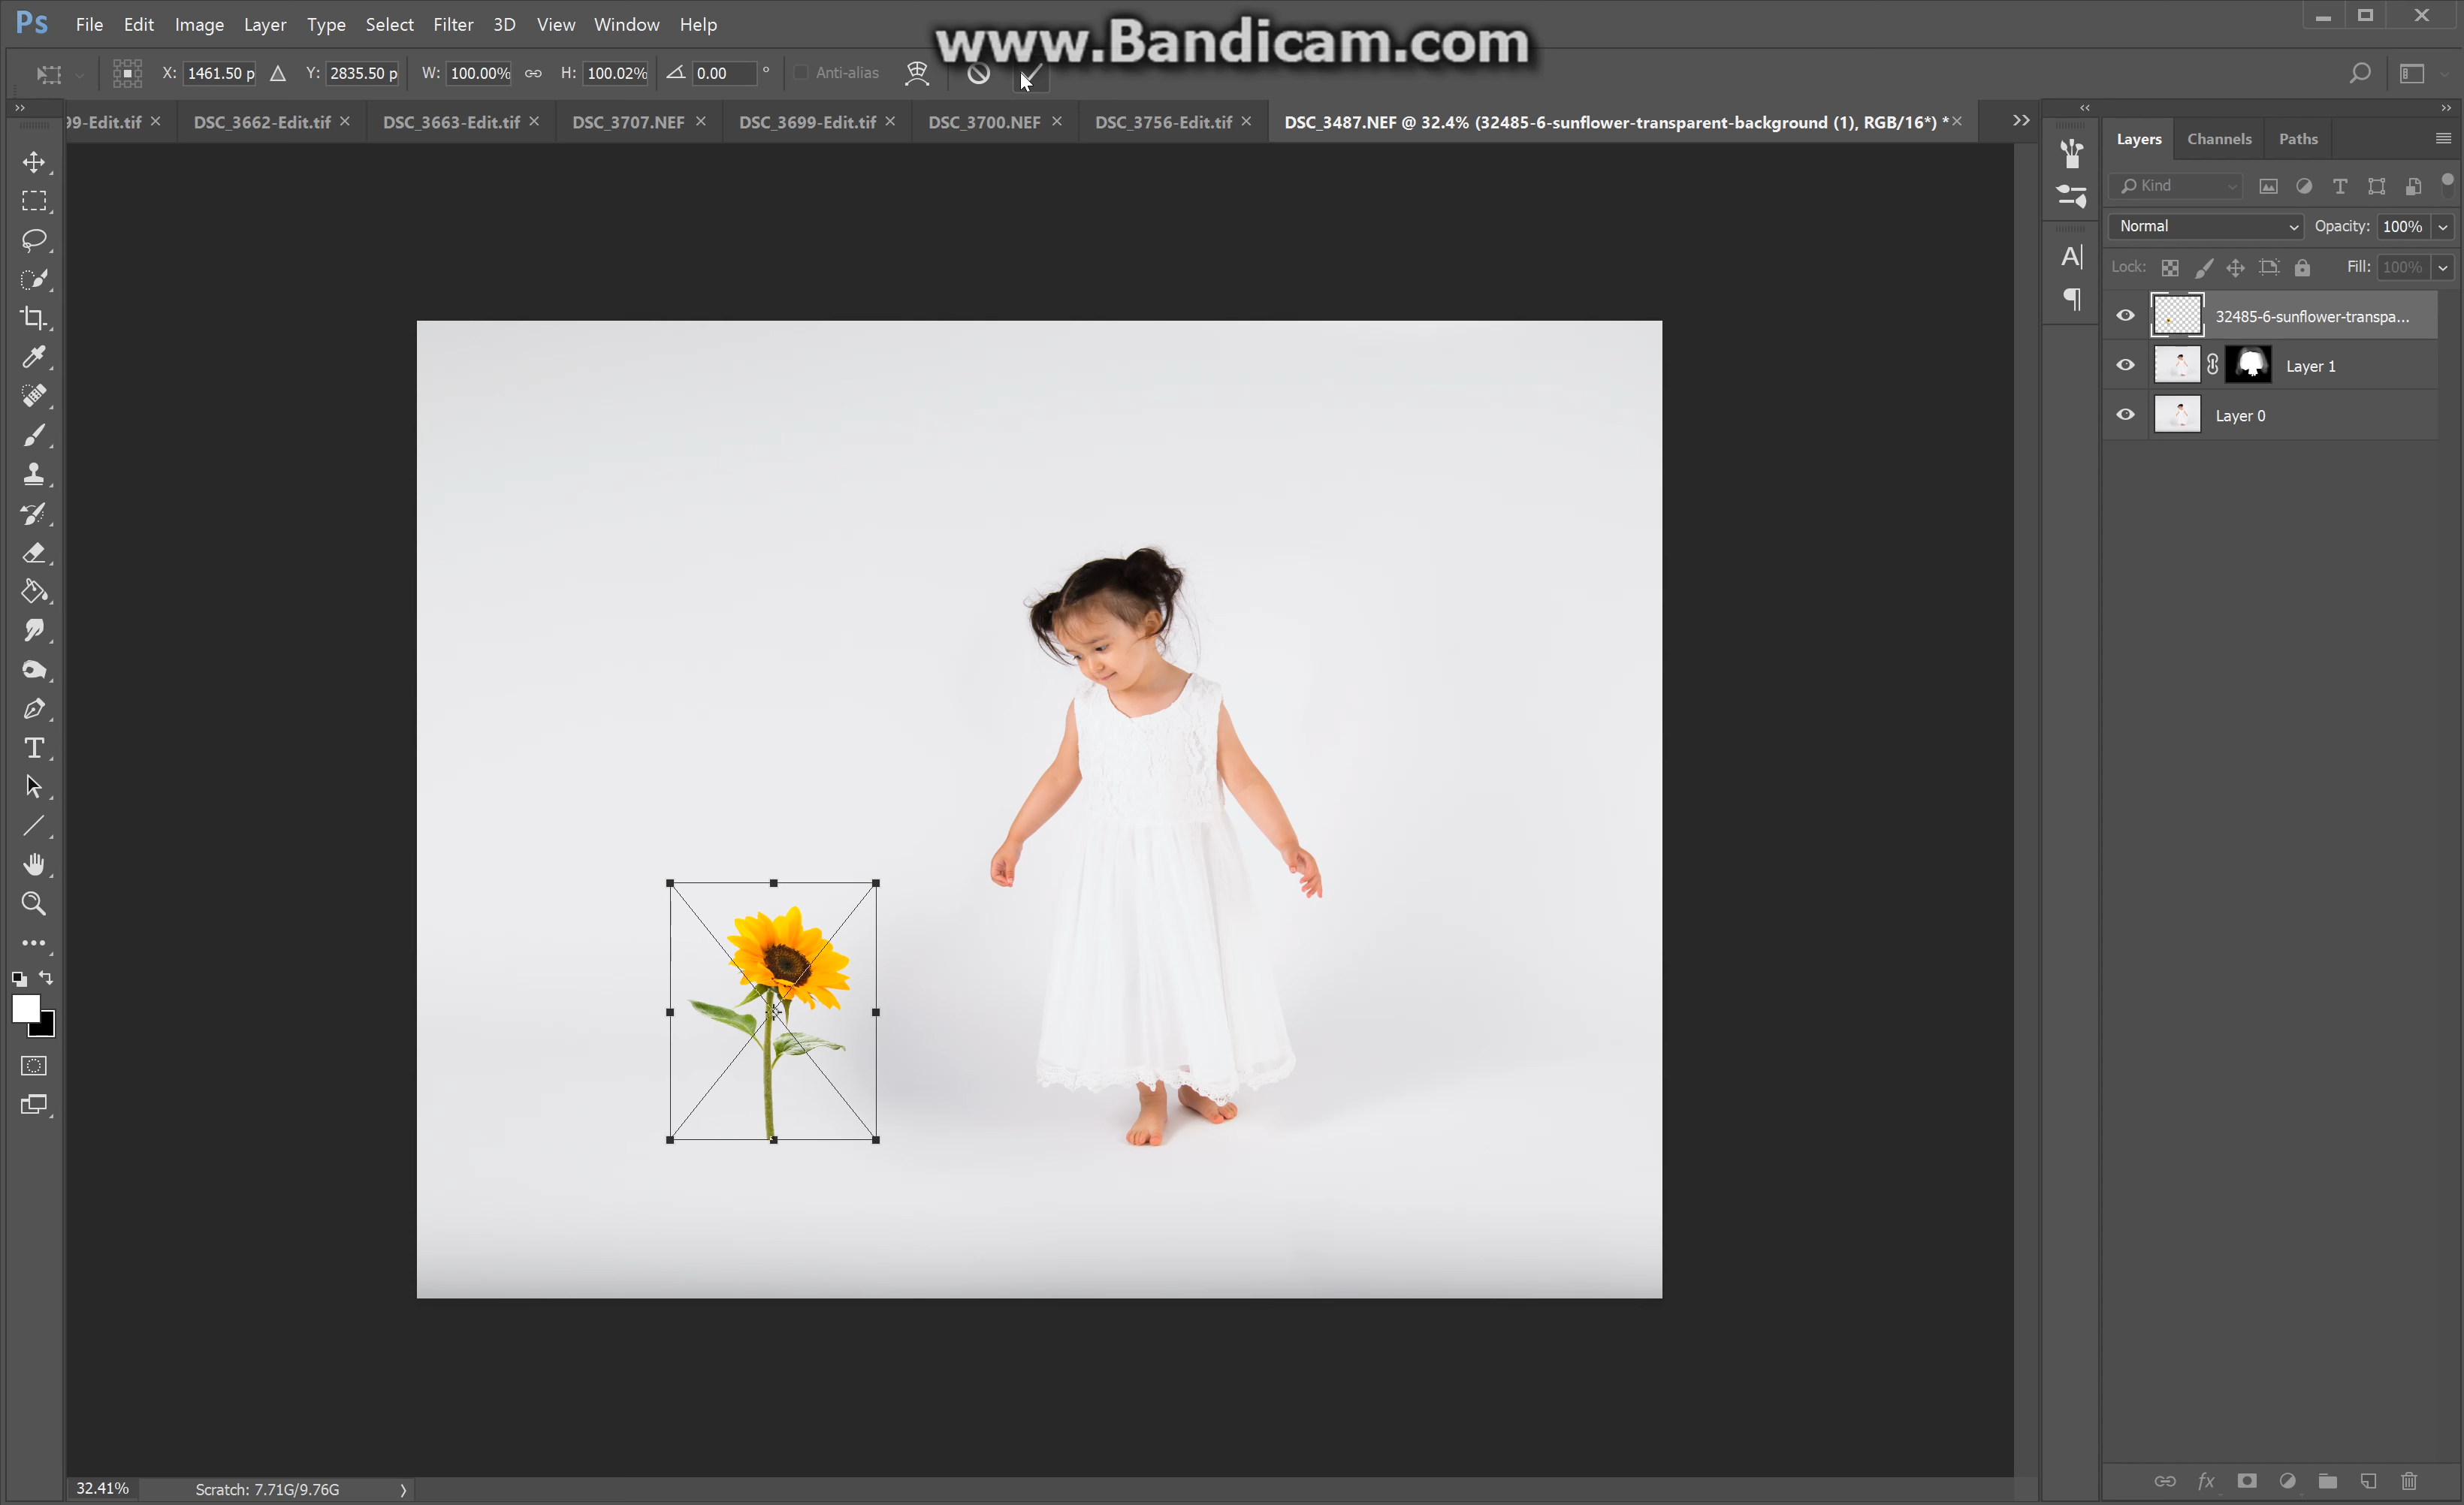 Ps File Edit Image Layer Type Select Filter 3D View Window Help
www.Bandicam.com
X: 1461.50 p Y: 2835.50 p W: 100.00% H: 100.02% 0.00 ° Anti-alias
99-Edit.tif × DSC_3662-Edit.tif × DSC_3663-Edit.tif × DSC_3707.NEF × DSC_3699-Edit.tif × DSC_3700.NEF × DSC_3756-Edit.tif × DSC_3487.NEF @ 32.4% (32485-6-sunflower-transparent-background (1), RGB/16*) * ×
Layers Channels Paths
Kind
Normal Opacity: 100%
Lock: Fill: 100%
32485-6-sunflower-transpa...
Layer 1
Layer 0
32.41% Scratch: 7.71G/9.76G